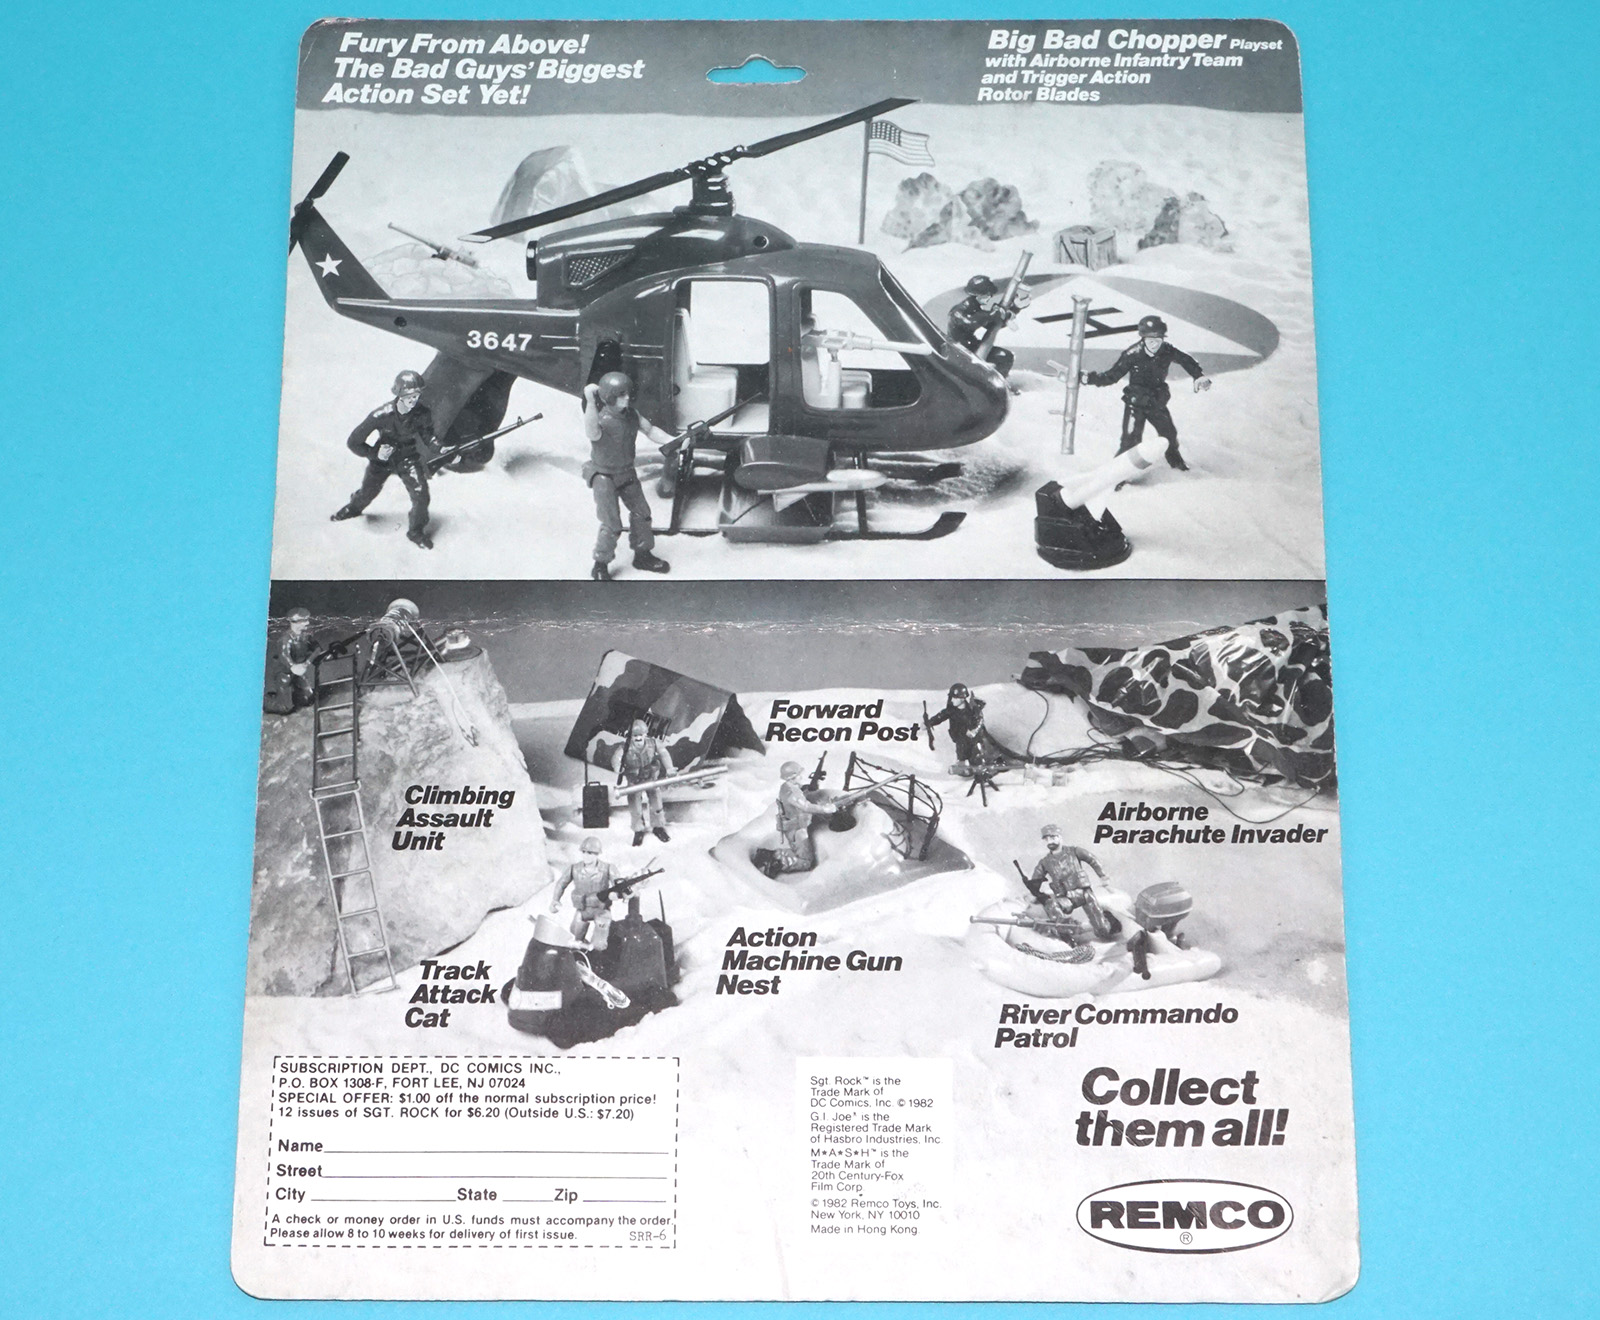 Fury From Above!
The Bad Guys' Biggest
Action Set Yet!
Big Bad Chopper Playset
with Airborne Infantry Team
and Trigger Action
Rotor Blades
3647
H
Forward
Recon Post
Climbing
Assault
Unit
Airborne
Parachute Invader
Track
Attack
Cat
Action
Machine Gun
Nest
River Commando
Patrol
SUBSCRIPTION DEPT., DC COMICS INC.,
P.O. BOX 1308-F, FORT LEE, NJ 07024
SPECIAL OFFER: $1.00 off the normal subscription price!
12 issues of SGT. ROCK for $6.20 (Outside U.S.: $7.20)
Name
Street
City State Zip
A check or money order in U.S. funds must accompany the order
Please allow 8 to 10 weeks for delivery of first issue. SRR-6
Sgt. Rock™ is the
Trade Mark of
DC Comics, Inc. © 1982
G.I. Joe® is the
Registered Trade Mark
of Hasbro Industries, Inc.
M★A★S★H™ is the
Trade Mark of
20th Century-Fox
Film Corp.
© 1982 Remco Toys, Inc.
New York, NY 10010
Made in Hong Kong
Collect
them all!
REMCO
®